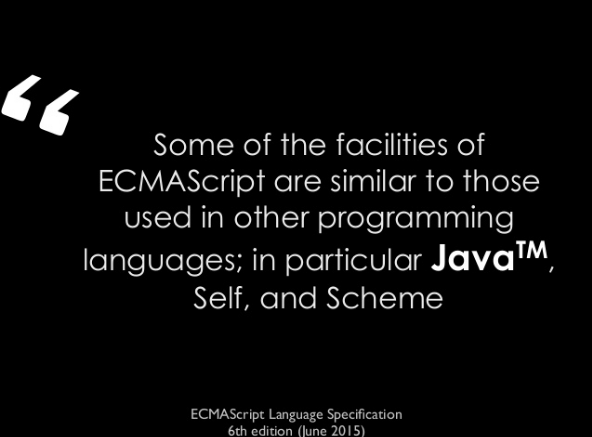 “
Some of the facilities of
ECMAScript are similar to those
used in other programming
languages; in particular Java™,
Self, and Scheme
ECMAScript Language Specification
6th edition (June 2015)